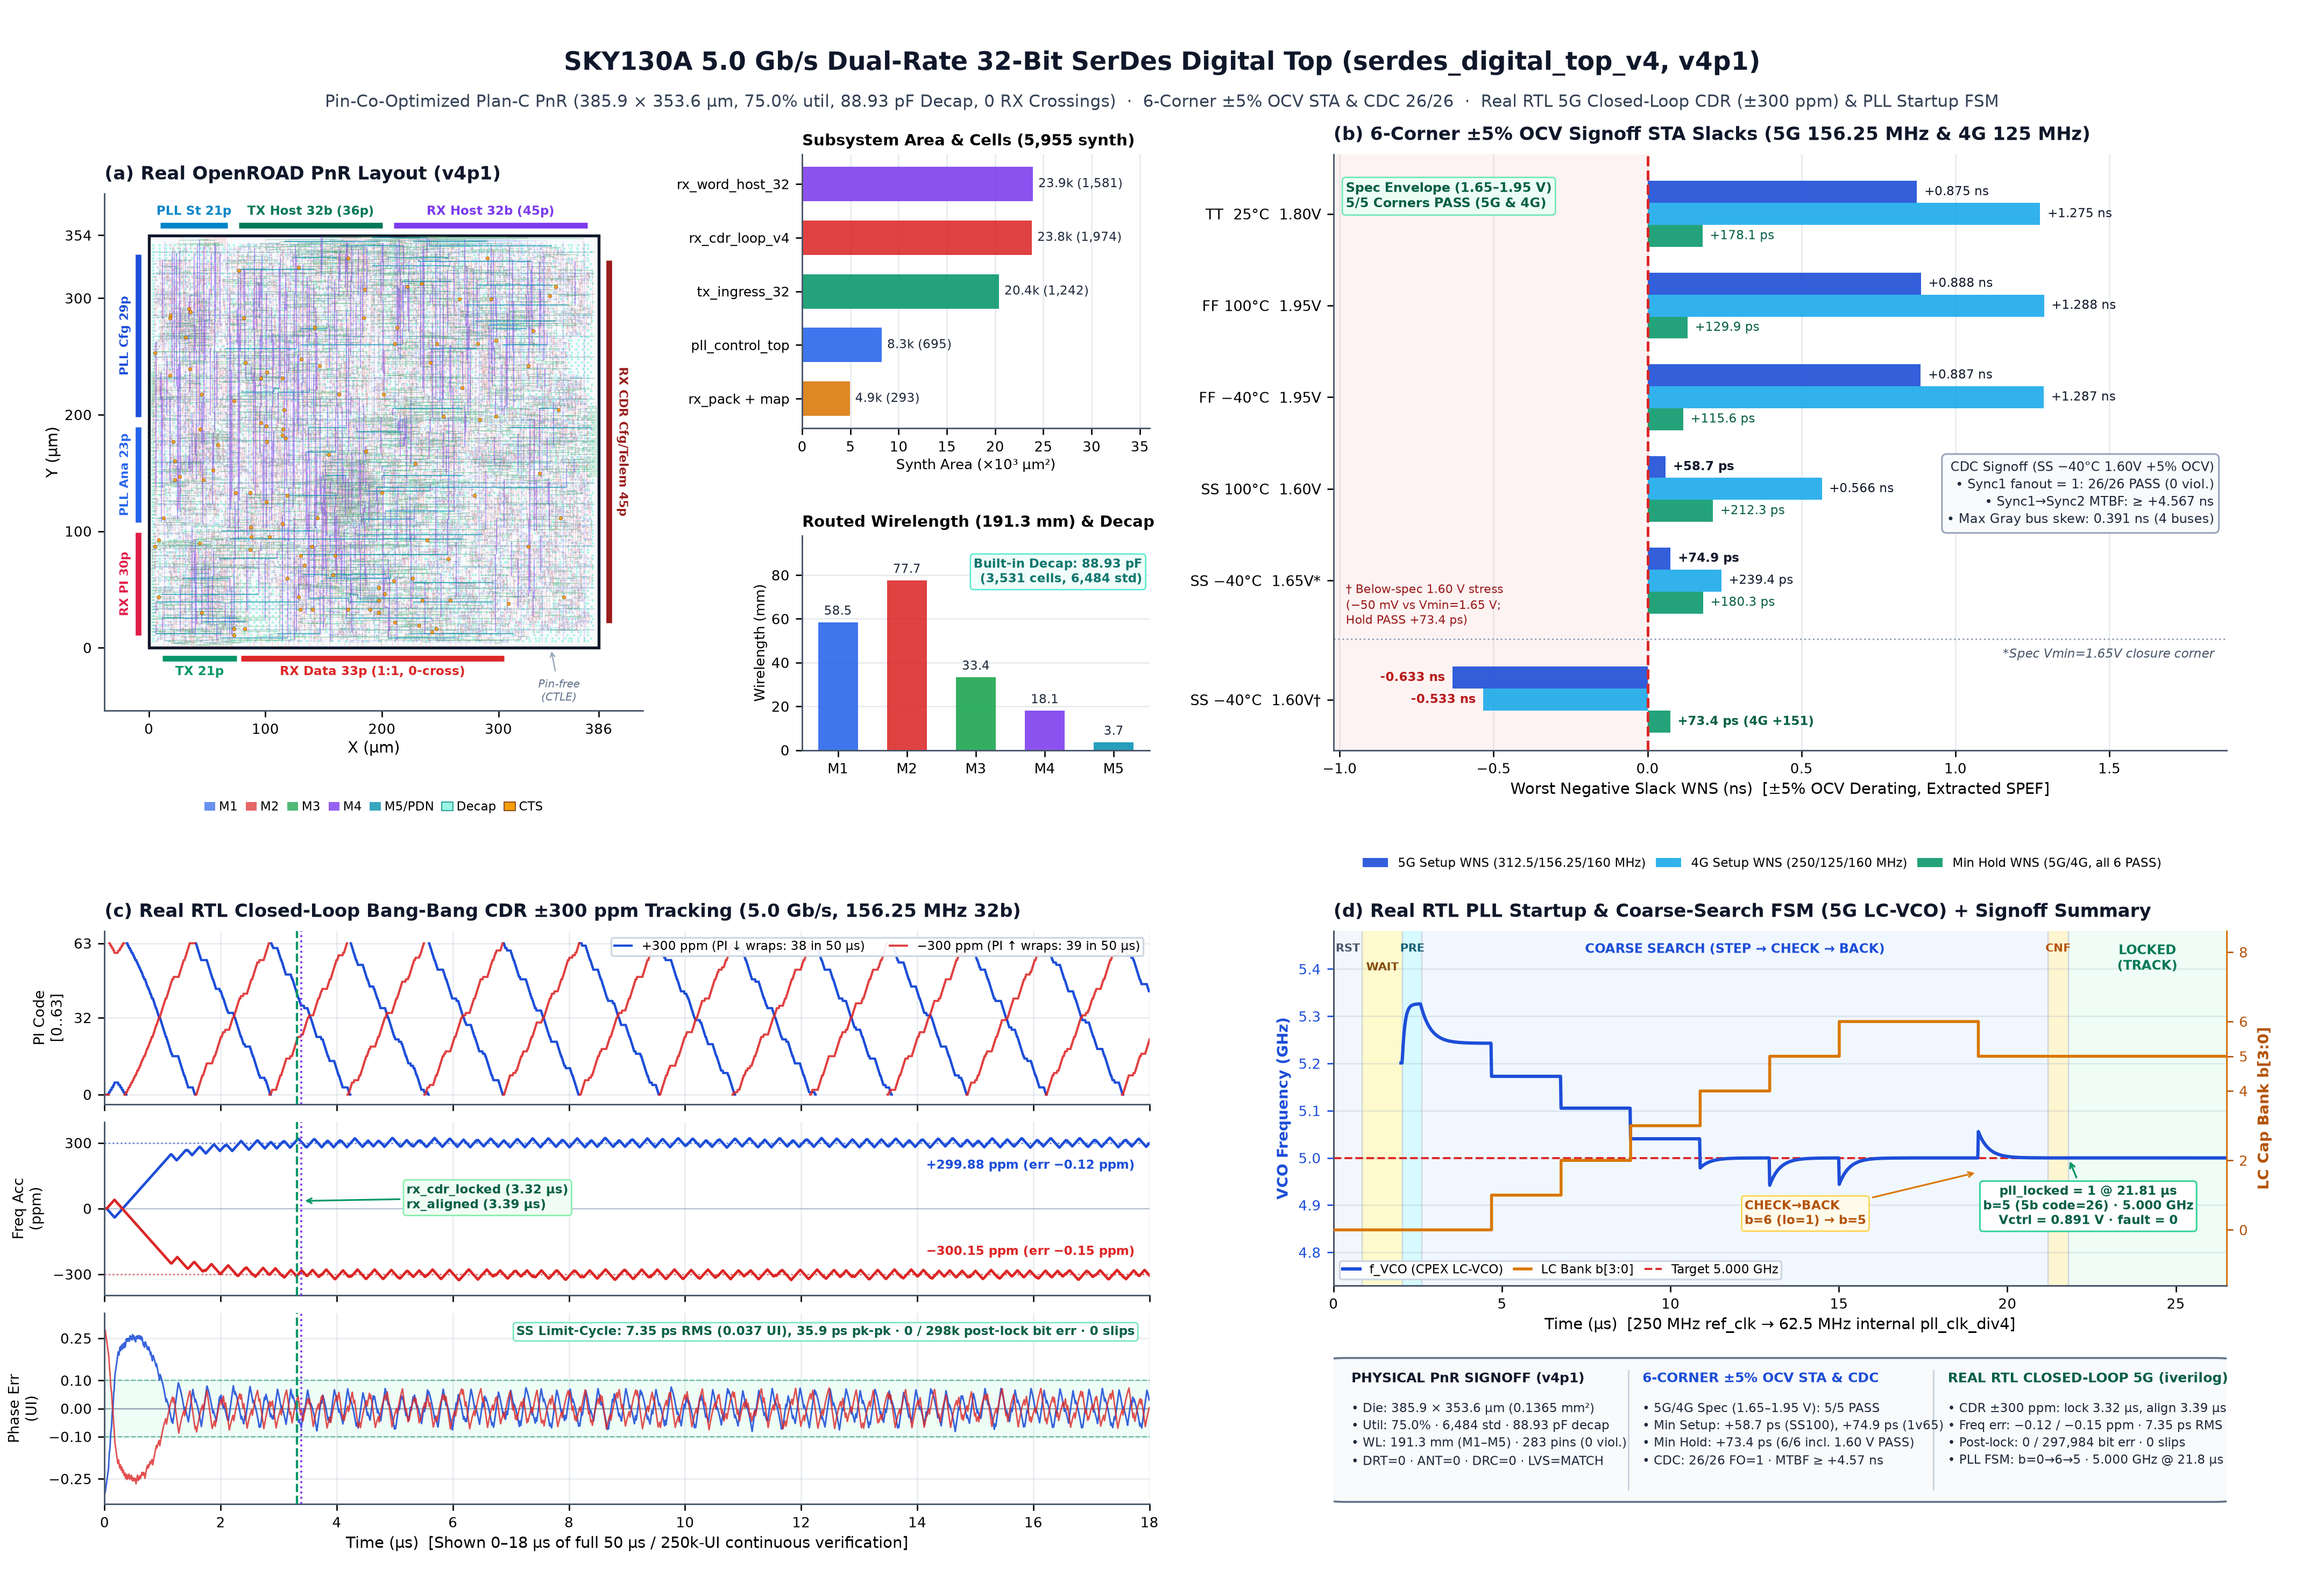 SKY130A 5.0 Gb/s Dual-Rate 32-Bit SerDes Digital Top (serdes_digital_top_v4, v4p1)
Pin-Co-Optimized Plan-C PnR (385.9 × 353.6 µm, 75.0% util, 88.93 pF Decap, 0 RX Crossings) · 6-Corner ±5% OCV STA & CDC 26/26 · Real RTL 5G Closed-Loop CDR (±300 ppm) & PLL Startup FSM
(a) Real OpenROAD PnR Layout (v4p1)
PLL St 21p
TX Host 32b (36p)
RX Host 32b (45p)
PLL Cfg 29p
PLL Ana 23p
RX PI 30p
RX CDR Cfg/Telem 45p
TX 21p
RX Data 33p (1:1, 0-cross)
Pin-free
(CTLE)
354
300
200
100
0
Y (µm)
0
100
200
300
386
X (µm)
M1
M2
M3
M4
M5/PDN
Decap
CTS
Subsystem Area & Cells (5,955 synth)
rx_word_host_32
23.9k (1,581)
rx_cdr_loop_v4
23.8k (1,974)
tx_ingress_32
20.4k (1,242)
pll_control_top
8.3k (695)
rx_pack + map
4.9k (293)
0
5
10
15
20
25
30
35
Synth Area (×10³ µm²)
Routed Wirelength (191.3 mm) & Decap
Built-in Decap: 88.93 pF
(3,531 cells, 6,484 std)
58.5
77.7
33.4
18.1
3.7
80
60
40
20
0
Wirelength (mm)
M1
M2
M3
M4
M5
(b) 6-Corner ±5% OCV Signoff STA Slacks (5G 156.25 MHz & 4G 125 MHz)
Spec Envelope (1.65–1.95 V)
5/5 Corners PASS (5G & 4G)
TT 25°C 1.80V
+0.875 ns
+1.275 ns
+178.1 ps
FF 100°C 1.95V
+0.888 ns
+1.288 ns
+129.9 ps
FF −40°C 1.95V
+0.887 ns
+1.287 ns
+115.6 ps
SS 100°C 1.60V
+58.7 ps
+0.566 ns
+212.3 ps
CDC Signoff (SS −40°C 1.60V +5% OCV)
• Sync1 fanout = 1: 26/26 PASS (0 viol.)
• Sync1→Sync2 MTBF: ≥ +4.567 ns
• Max Gray bus skew: 0.391 ns (4 buses)
SS −40°C 1.65V*
+74.9 ps
+239.4 ps
+180.3 ps
† Below-spec 1.60 V stress
(−50 mV vs Vmin=1.65 V;
Hold PASS +73.4 ps)
*Spec Vmin=1.65V closure corner
SS −40°C 1.60V†
-0.633 ns
-0.533 ns
+73.4 ps (4G +151)
−1.0
−0.5
0.0
0.5
1.0
1.5
Worst Negative Slack WNS (ns) [±5% OCV Derating, Extracted SPEF]
5G Setup WNS (312.5/156.25/160 MHz)
4G Setup WNS (250/125/160 MHz)
Min Hold WNS (5G/4G, all 6 PASS)
(c) Real RTL Closed-Loop Bang-Bang CDR ±300 ppm Tracking (5.0 Gb/s, 156.25 MHz 32b)
+300 ppm (PI ↓ wraps: 38 in 50 µs)
−300 ppm (PI ↑ wraps: 39 in 50 µs)
63
32
0
PI Code
[0..63]
300
0
−300
Freq Acc
(ppm)
+299.88 ppm (err −0.12 ppm)
rx_cdr_locked (3.32 µs)
rx_aligned (3.39 µs)
−300.15 ppm (err −0.15 ppm)
SS Limit-Cycle: 7.35 ps RMS (0.037 UI), 35.9 ps pk-pk · 0 / 298k post-lock bit err · 0 slips
0.25
0.10
0.00
−0.10
−0.25
Phase Err
(UI)
0
2
4
6
8
10
12
14
16
18
Time (µs) [Shown 0–18 µs of full 50 µs / 250k-UI continuous verification]
(d) Real RTL PLL Startup & Coarse-Search FSM (5G LC-VCO) + Signoff Summary
RST
WAIT
PRE
COARSE SEARCH (STEP → CHECK → BACK)
CNF
LOCKED
(TRACK)
5.4
5.3
5.2
5.1
5.0
4.9
4.8
VCO Frequency (GHz)
8
6
5
4
2
0
LC Cap Bank b[3:0]
CHECK→BACK
b=6 (lo=1) → b=5
pll_locked = 1 @ 21.81 µs
b=5 (5b code=26) · 5.000 GHz
Vctrl = 0.891 V · fault = 0
f_VCO (CPEX LC-VCO)
LC Bank b[3:0]
Target 5.000 GHz
0
5
10
15
20
25
Time (µs) [250 MHz ref_clk → 62.5 MHz internal pll_clk_div4]
PHYSICAL PnR SIGNOFF (v4p1)
• Die: 385.9 × 353.6 µm (0.1365 mm²)
• Util: 75.0% · 6,484 std · 88.93 pF decap
• WL: 191.3 mm (M1–M5) · 283 pins (0 viol.)
• DRT=0 · ANT=0 · DRC=0 · LVS=MATCH
6-CORNER ±5% OCV STA & CDC
• 5G/4G Spec (1.65–1.95 V): 5/5 PASS
• Min Setup: +58.7 ps (SS100), +74.9 ps (1v65)
• Min Hold: +73.4 ps (6/6 incl. 1.60 V PASS)
• CDC: 26/26 FO=1 · MTBF ≥ +4.57 ns
REAL RTL CLOSED-LOOP 5G (iverilog)
• CDR ±300 ppm: lock 3.32 µs, align 3.39 µs
• Freq err: −0.12 / −0.15 ppm · 7.35 ps RMS
• Post-lock: 0 / 297,984 bit err · 0 slips
• PLL FSM: b=0→6→5 · 5.000 GHz @ 21.8 µs